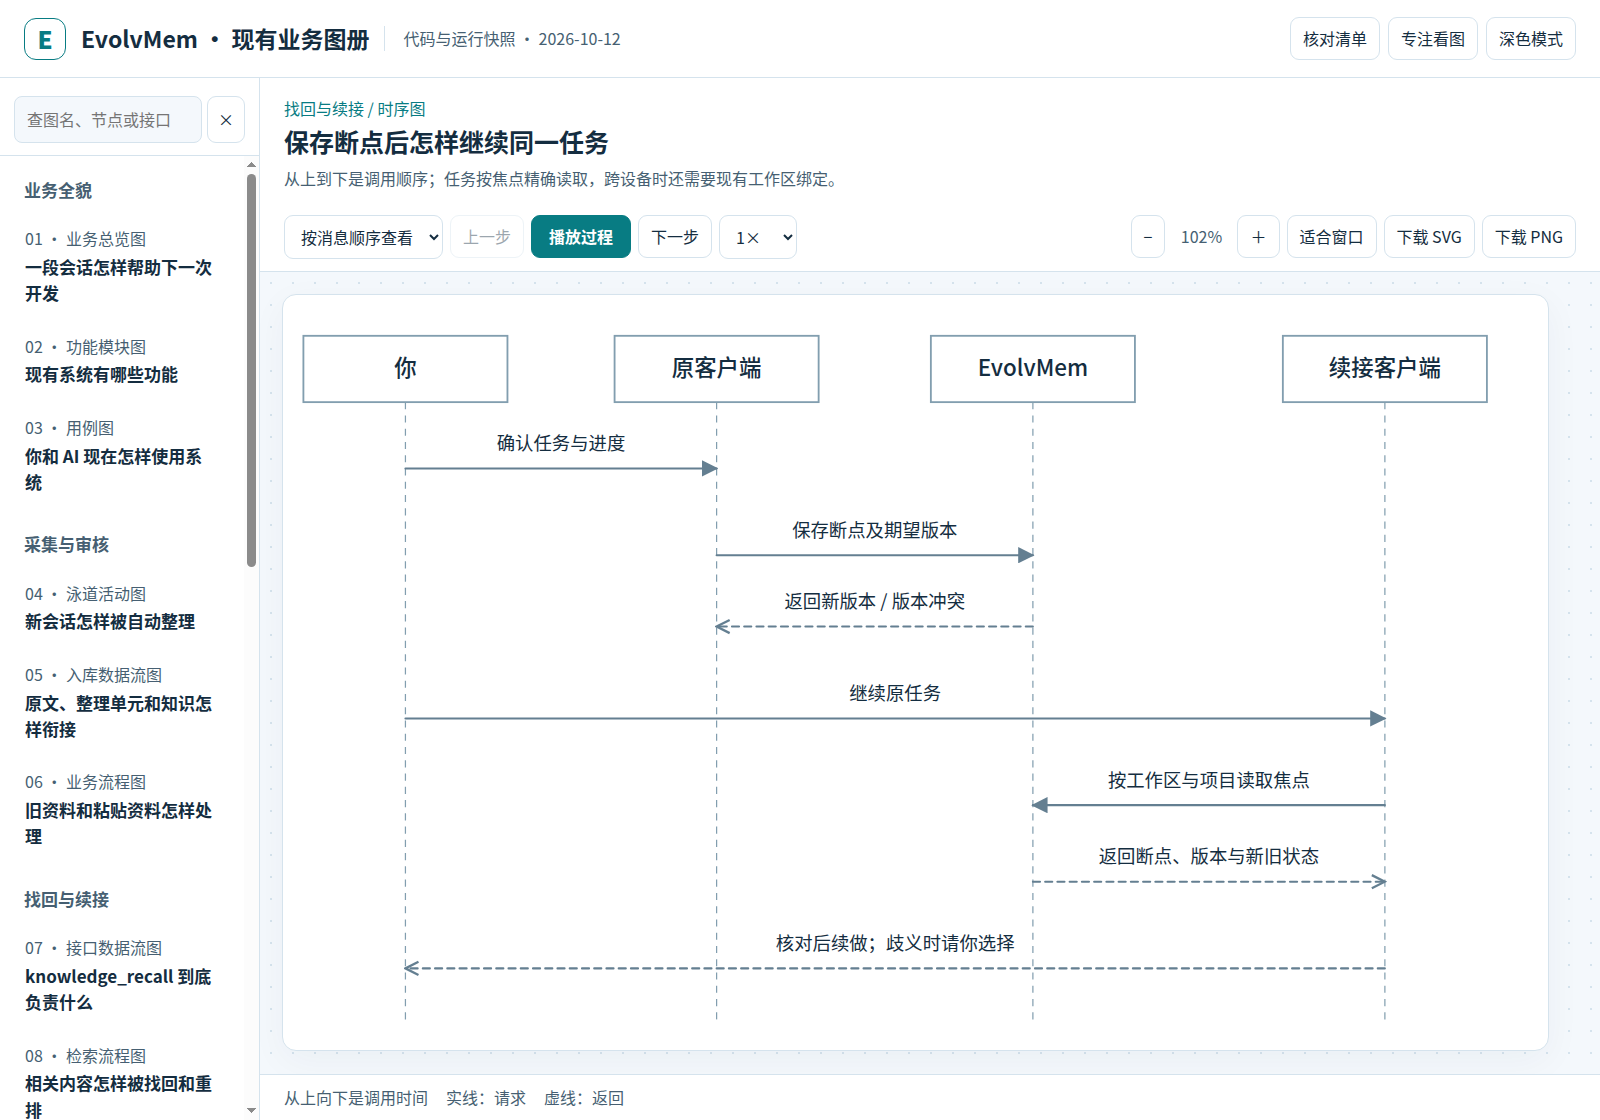 E
EvolvMem · 现有业务图册
代码与运行快照 · 2026-10-12
核对清单
专注看图
深色模式
查图名、节点或接口
×
业务全貌
01 · 业务总览图
一段会话怎样帮助下一次
开发
02 · 功能模块图
现有系统有哪些功能
03 · 用例图
你和 AI 现在怎样使用系
统
采集与审核
04 · 泳道活动图
新会话怎样被自动整理
05 · 入库数据流图
原文、整理单元和知识怎
样衔接
06 · 业务流程图
旧资料和粘贴资料怎样处
理
找回与续接
07 · 接口数据流图
knowledge_recall 到底
负责什么
08 · 检索流程图
相关内容怎样被找回和重
排
找回与续接 / 时序图
保存断点后怎样继续同一任务
从上到下是调用顺序；任务按焦点精确读取，跨设备时还需要现有工作区绑定。
按消息顺序查看
上一步
播放过程
下一步
1×
−
102%
＋
适合窗口
下载 SVG
下载 PNG
你
原客户端
EvolvMem
续接客户端
确认任务与进度
保存断点及期望版本
返回新版本 / 版本冲突
继续原任务
按工作区与项目读取焦点
返回断点、版本与新旧状态
核对后续做；歧义时请你选择
从上向下是调用时间 实线：请求 虚线：返回